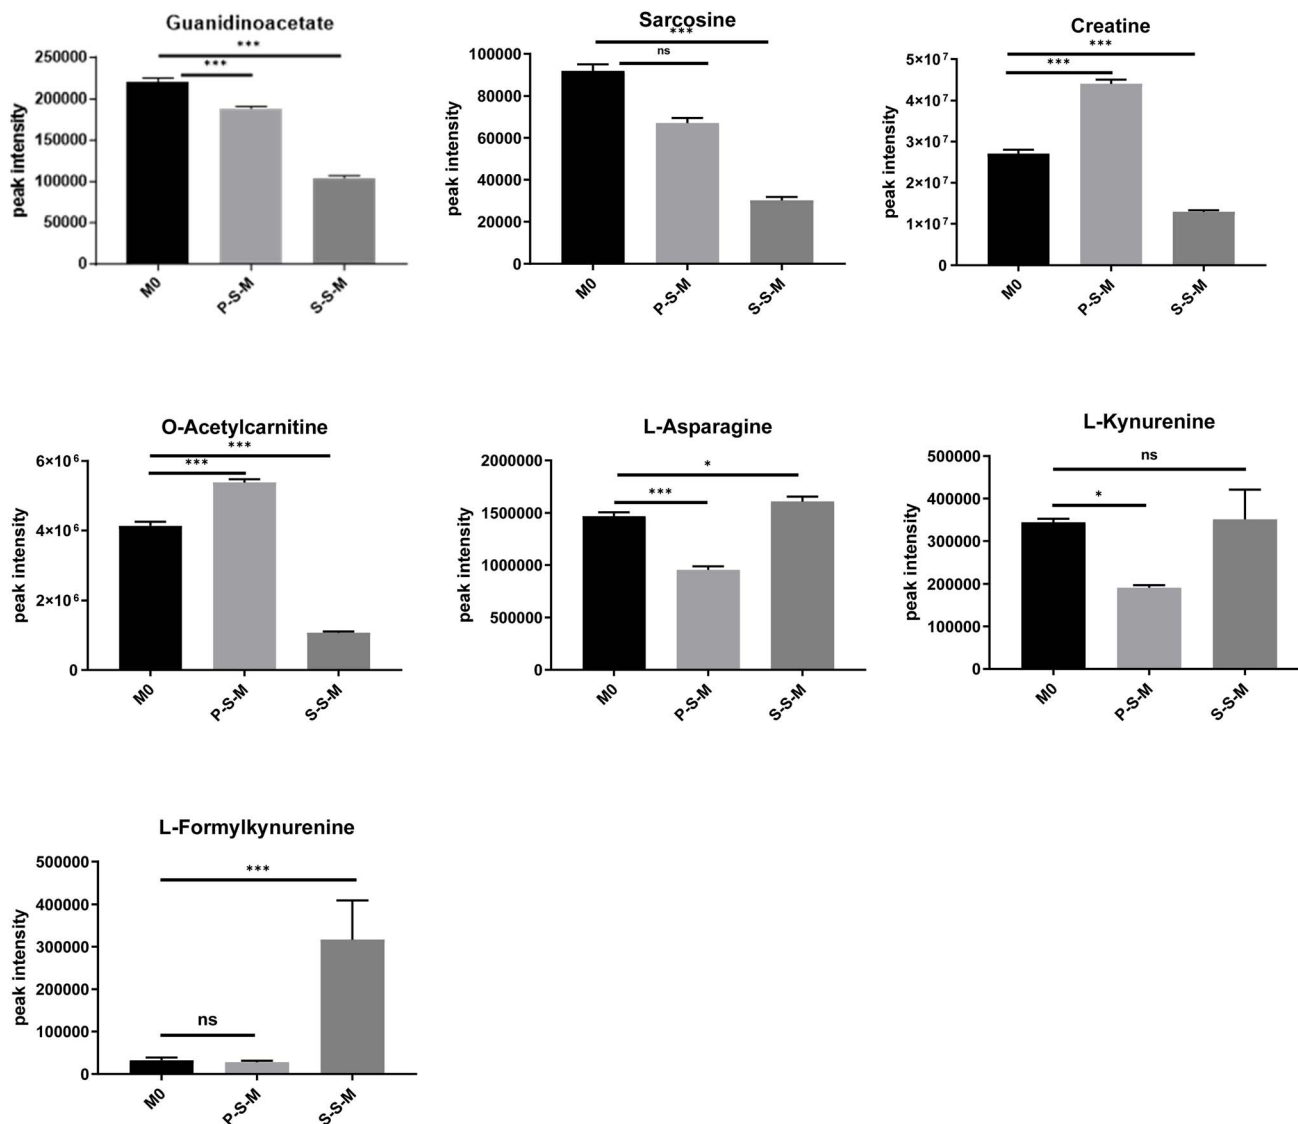 Guanidinoacetate
***
***
peak intensity
250000
200000
150000
100000
50000
0
M0
P-S-M
S-S-M
Sarcosine
***
ns
peak intensity
100000
80000
60000
40000
20000
0
M0
P-S-M
S-S-M
Creatine
***
***
peak intensity
5×10⁷
4×10⁷
3×10⁷
2×10⁷
1×10⁷
0
M0
P-S-M
S-S-M
O-Acetylcarnitine
***
***
peak intensity
6×10⁶
4×10⁶
2×10⁶
0
M0
P-S-M
S-S-M
L-Asparagine
*
***
peak intensity
2000000
1500000
1000000
500000
0
M0
P-S-M
S-S-M
L-Kynurenine
ns
*
peak intensity
500000
400000
300000
200000
100000
0
M0
P-S-M
S-S-M
L-Formylkynurenine
***
ns
peak intensity
500000
400000
300000
200000
100000
0
M0
P-S-M
S-S-M